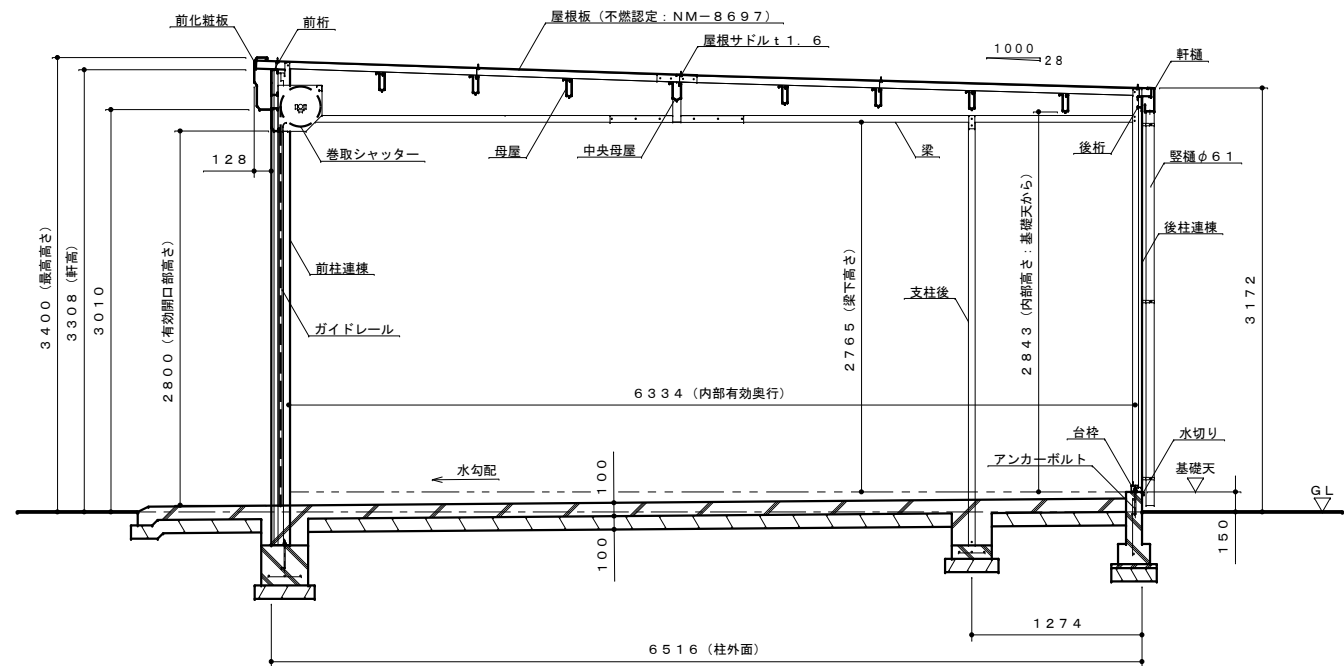 屋根板（不燃認定：ＮＭ－８６９７）
前化粧板
前桁
屋根サドルｔ１．６
１０００
２８
軒樋
１２８
巻取シャッター
母屋
中央母屋
梁
後桁
竪樋φ６１
３４００（最高高さ）
３３０８（軒高）
３０１０
２８００（有効開口部高さ）
前柱連棟
ガイドレール
２７６５（梁下高さ）
支柱後
２８４３（内部高さ：基礎天から）
後柱連棟
３１７２
６３３４（内部有効奥行）
台枠
水切り
アンカーボルト
基礎天
水勾配
１００
１００
ＧＬ
１５０
１２７４
６５１６（柱外面）